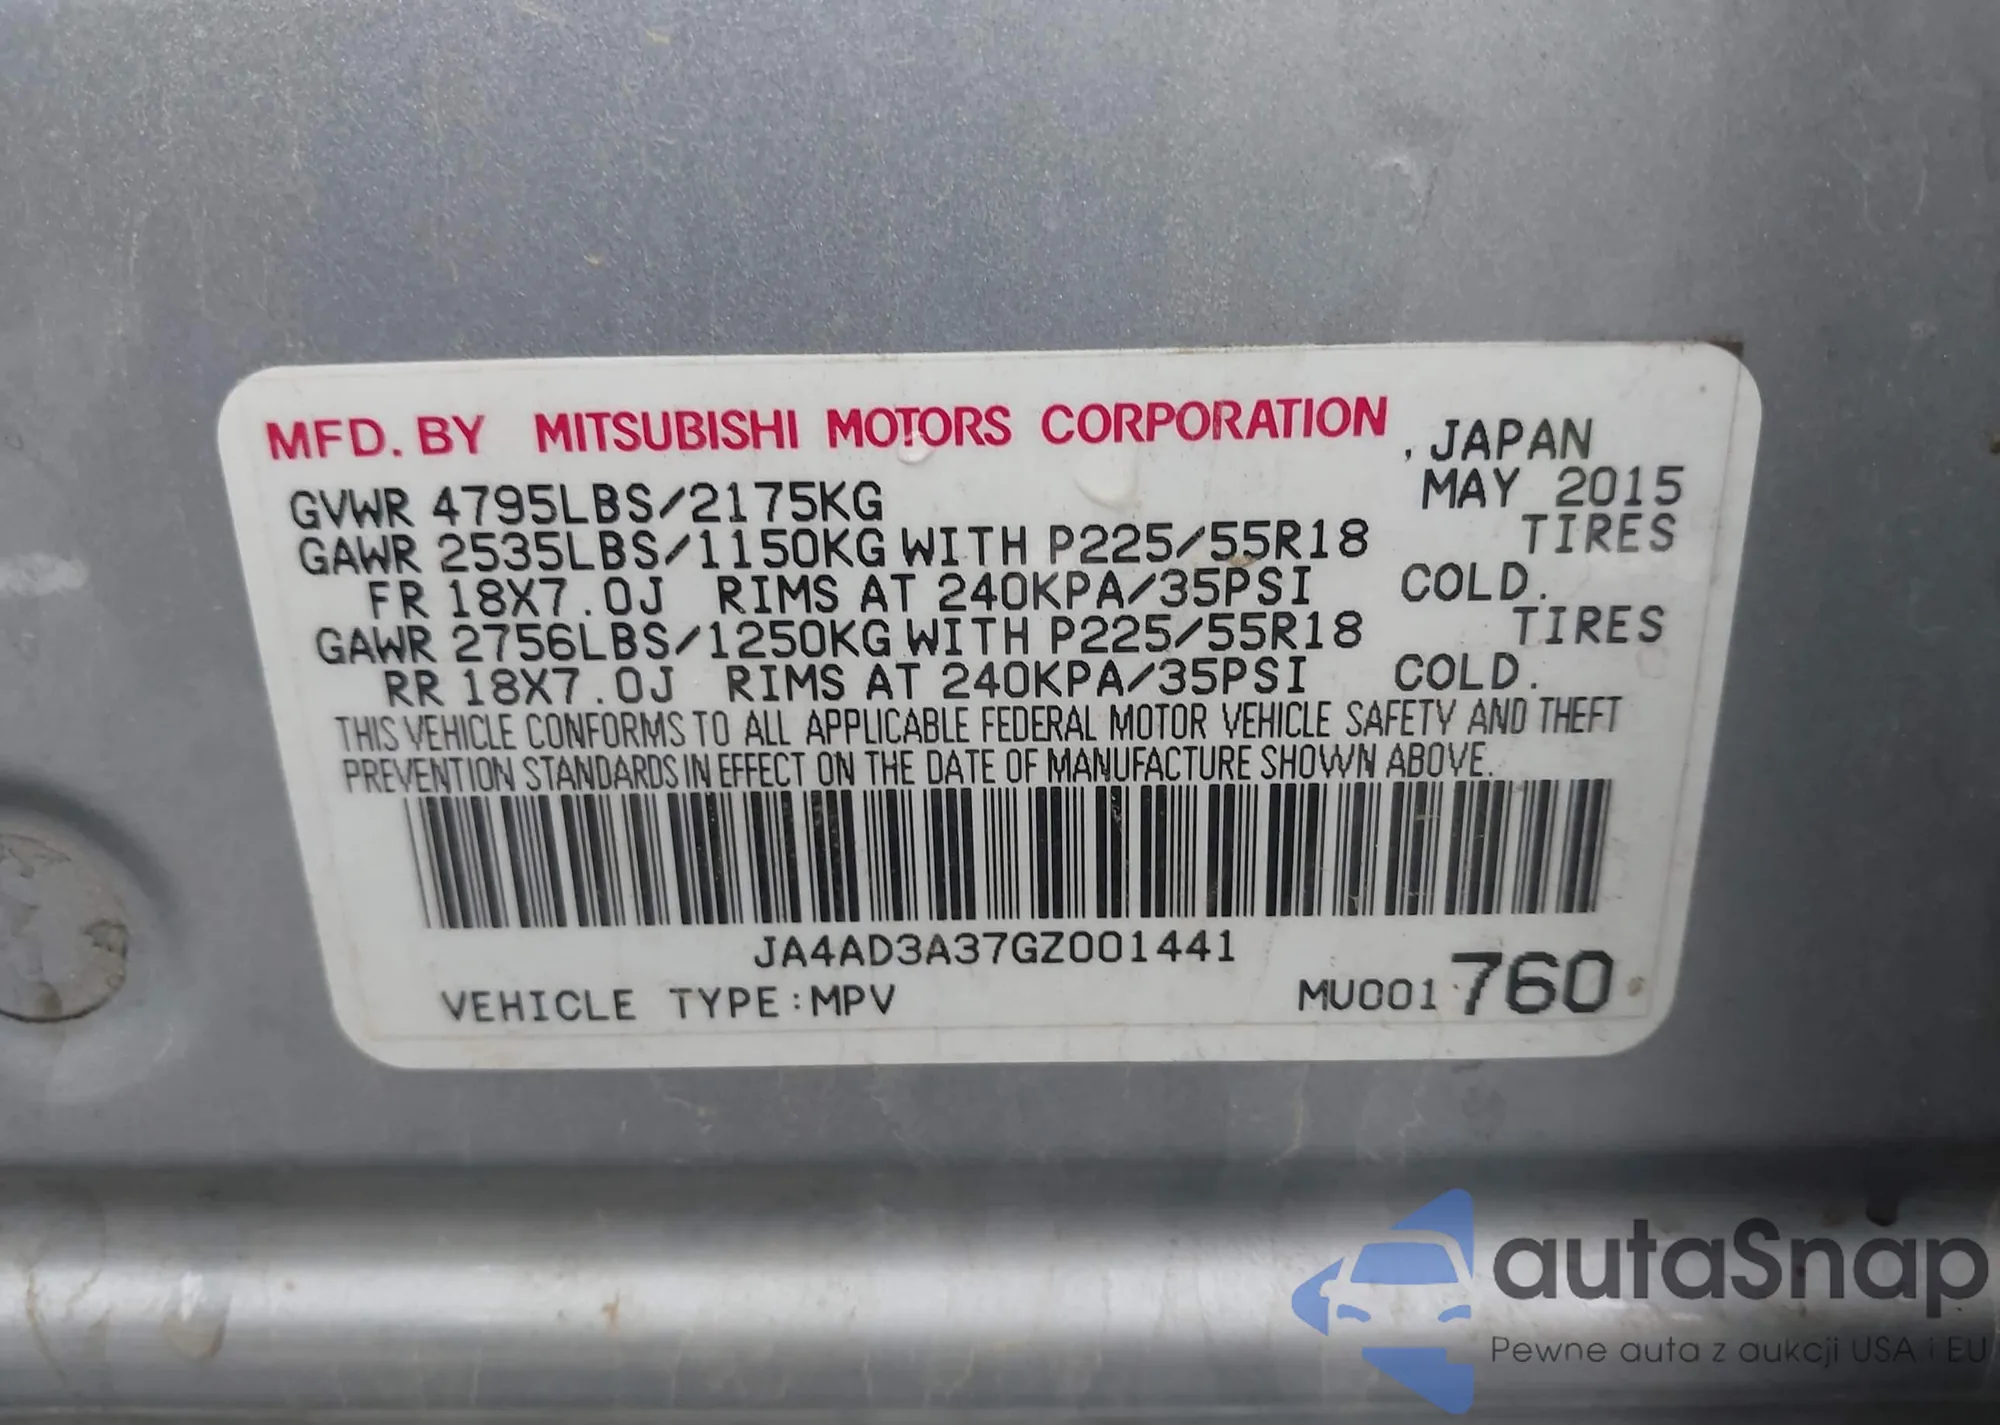 MFD. BY MITSUBISHI MOTORS CORPORATION , JAPAN
GVWR 4795LBS/2175KG MAY 2015
GAWR 2535LBS/1150KG WITH P225/55R18 TIRES
FR 18X7.0J RIMS AT 240KPA/35PSI COLD.
GAWR 2756LBS/1250KG WITH P225/55R18 TIRES
RR 18X7.0J RIMS AT 240KPA/35PSI COLD.
THIS VEHICLE CONFORMS TO ALL APPLICABLE FEDERAL MOTOR VEHICLE SAFETY AND THEFT
PREVENTION STANDARDS IN EFFECT ON THE DATE OF MANUFACTURE SHOWN ABOVE.
JA4AD3A37GZ001441
VEHICLE TYPE:MPV MU001 760
autaSnap
Pewne auta z aukcji USA i EU